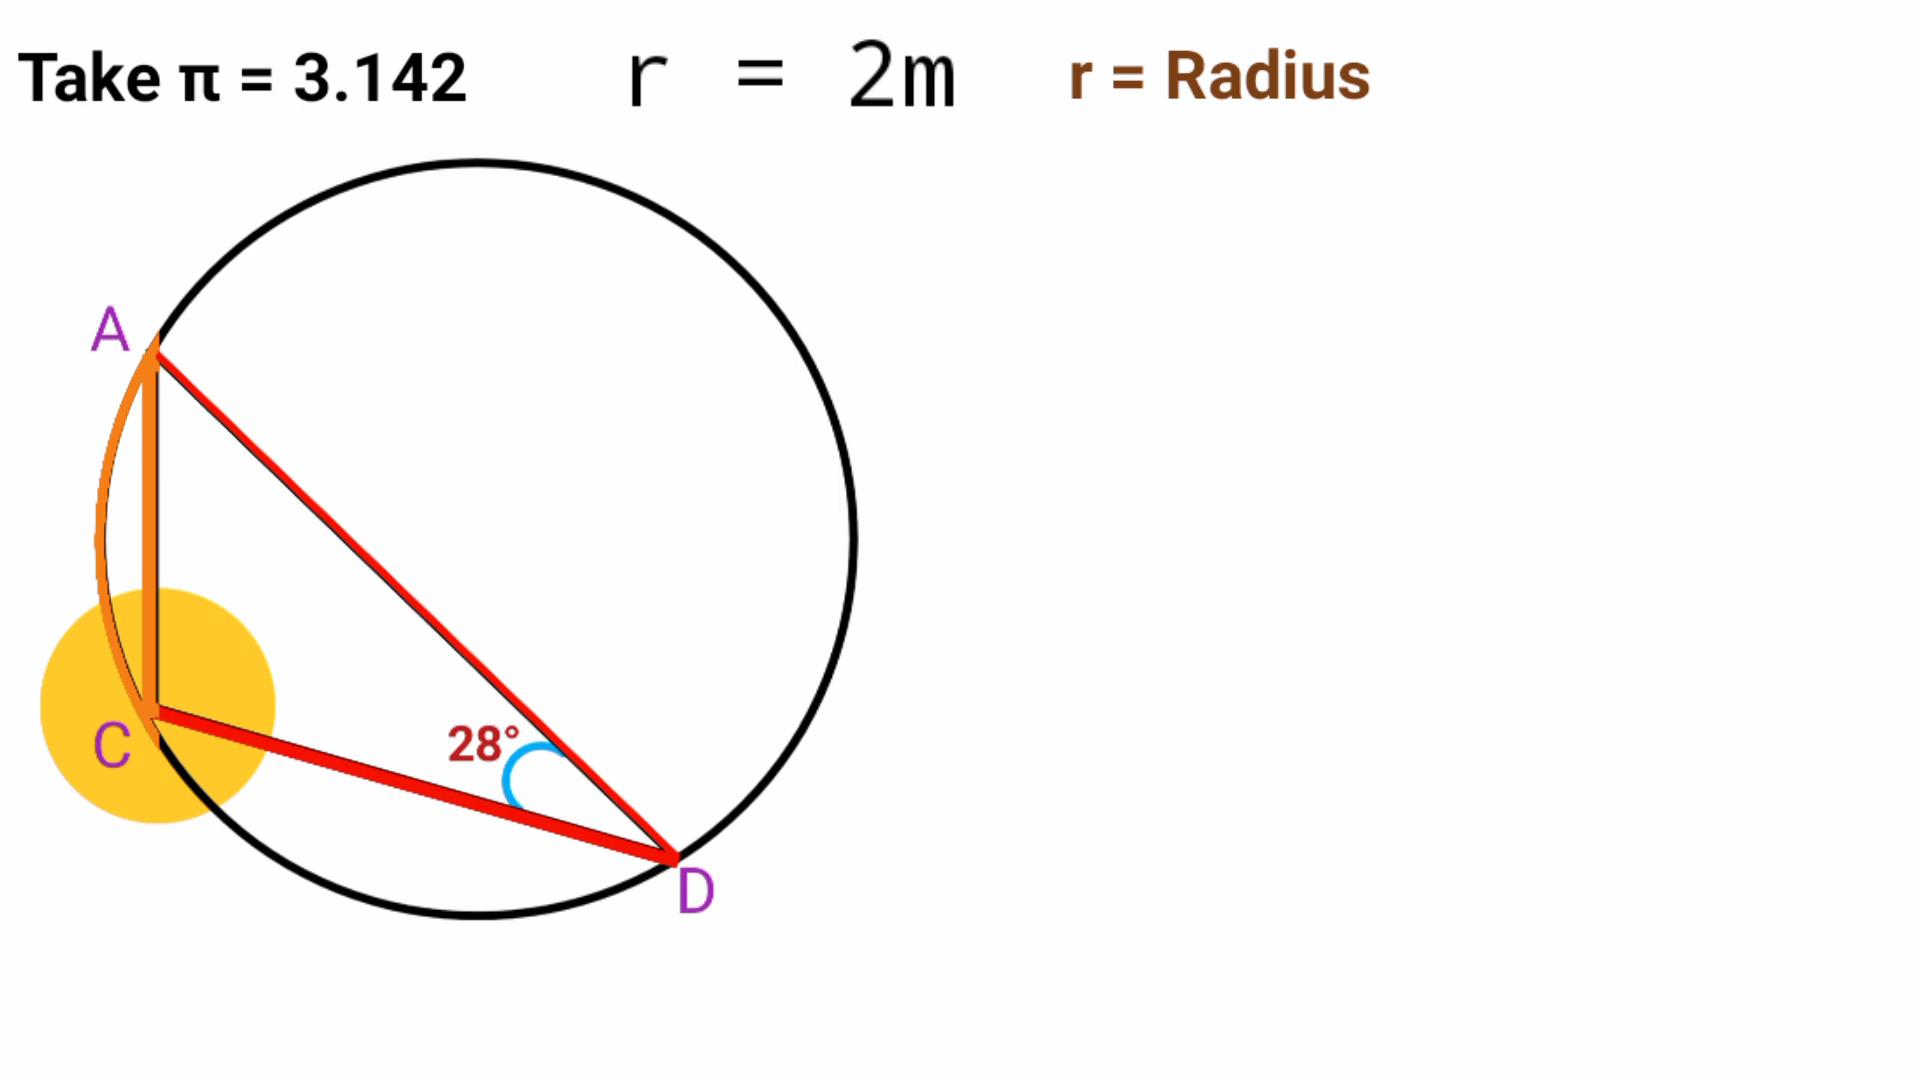 Take π = 3.142 r = 2m r = Radius
A
28°
C
D